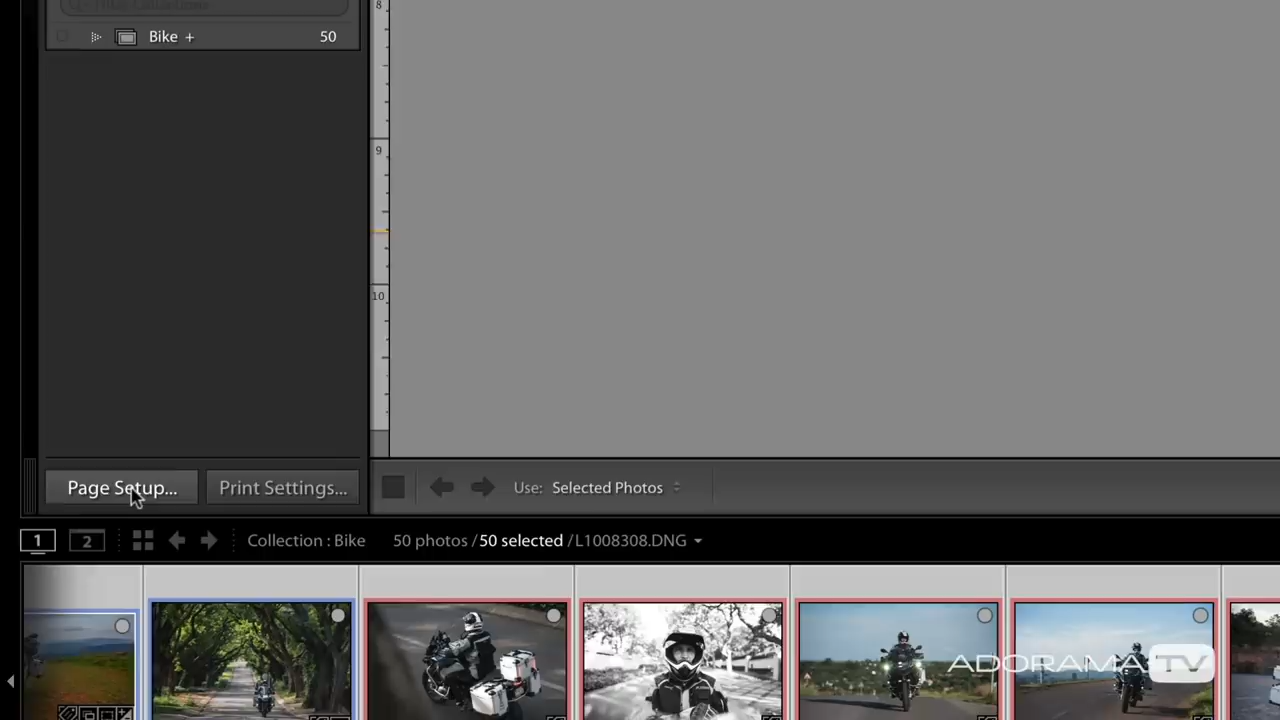 8
Bike + 50
9
10
Page Setup... Print Settings... Use: Selected Photos
1 2 Collection : Bike 50 photos / 50 selected / L1008308.DNG
ADORAMA TV